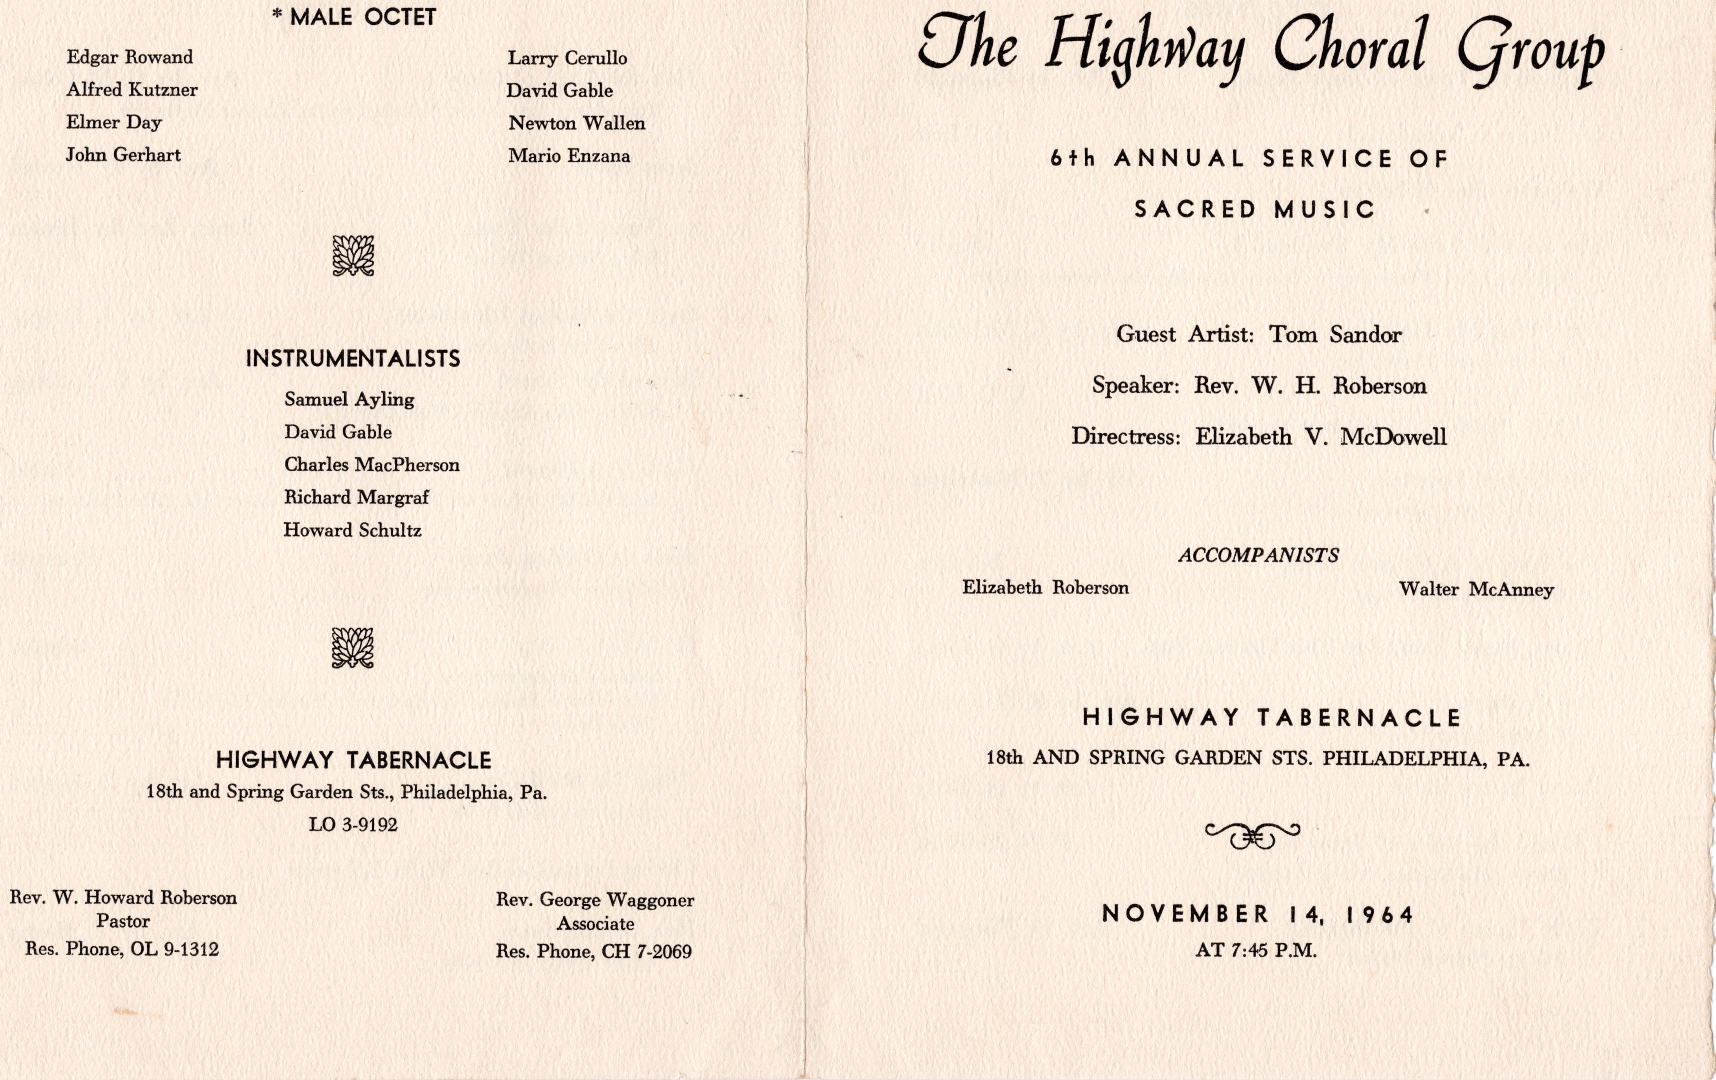 * MALE OCTET
Edgar Rowand
Alfred Kutzner
Elmer Day
John Gerhart
Larry Cerullo
David Gable
Newton Wallen
Mario Enzana
INSTRUMENTALISTS
Samuel Ayling
David Gable
Charles MacPherson
Richard Margraf
Howard Schultz
HIGHWAY TABERNACLE
18th and Spring Garden Sts., Philadelphia, Pa.
LO 3-9192
Rev. W. Howard Roberson
Pastor
Res. Phone, OL 9-1312
Rev. George Waggoner
Associate
Res. Phone, CH 7-2069
The Highway Choral Group
6th ANNUAL SERVICE OF
SACRED MUSIC
Guest Artist: Tom Sandor
Speaker: Rev. W. H. Roberson
Directress: Elizabeth V. McDowell
ACCOMPANISTS
Elizabeth Roberson
Walter McAnney
HIGHWAY TABERNACLE
18th AND SPRING GARDEN STS. PHILADELPHIA, PA.
NOVEMBER 14, 1964
AT 7:45 P.M.